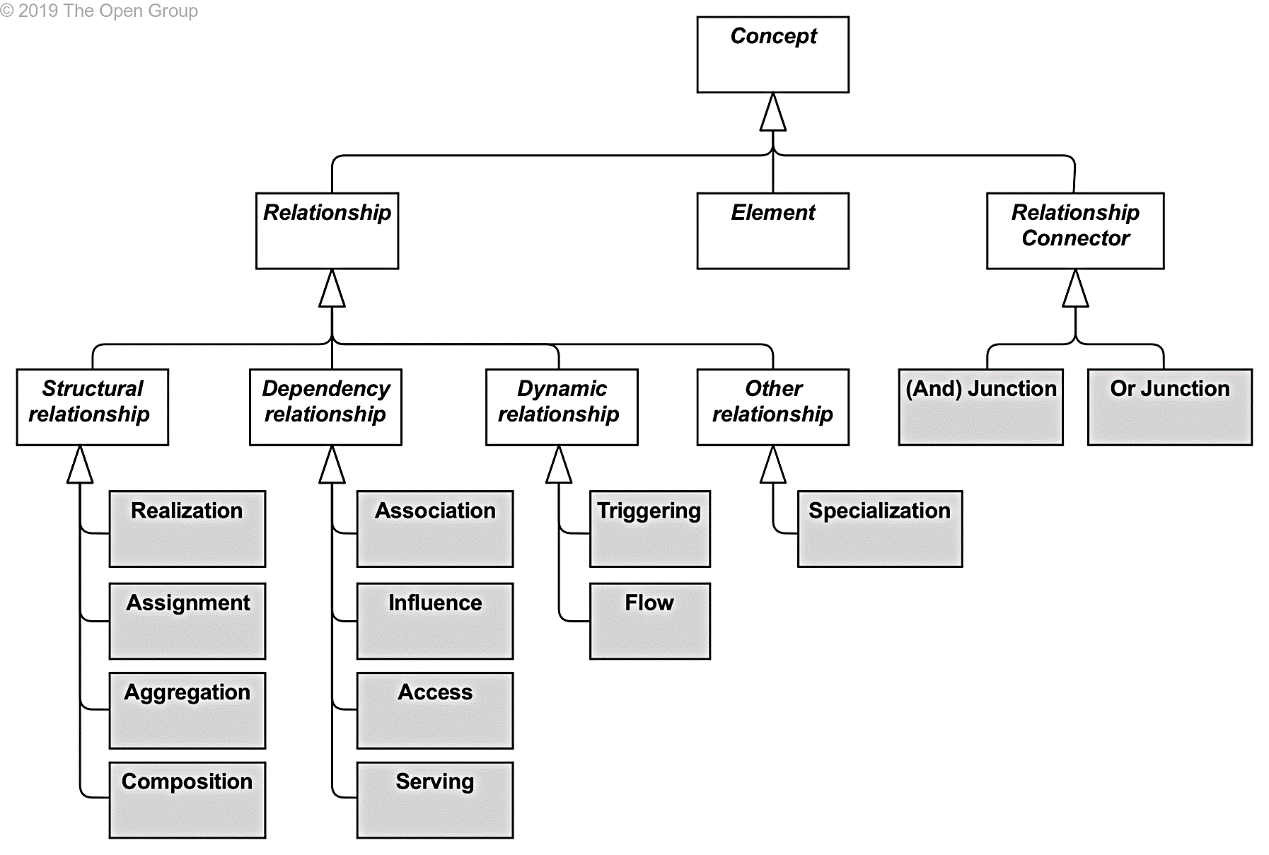 © 2019 The Open Group
Concept
Relationship
Element
Relationship
Connector
Structural
relationship
Dependency
relationship
Dynamic
relationship
Other
relationship
(And) Junction
Or Junction
Realization
Association
Triggering
Specialization
Assignment
Influence
Flow
Aggregation
Access
Composition
Serving